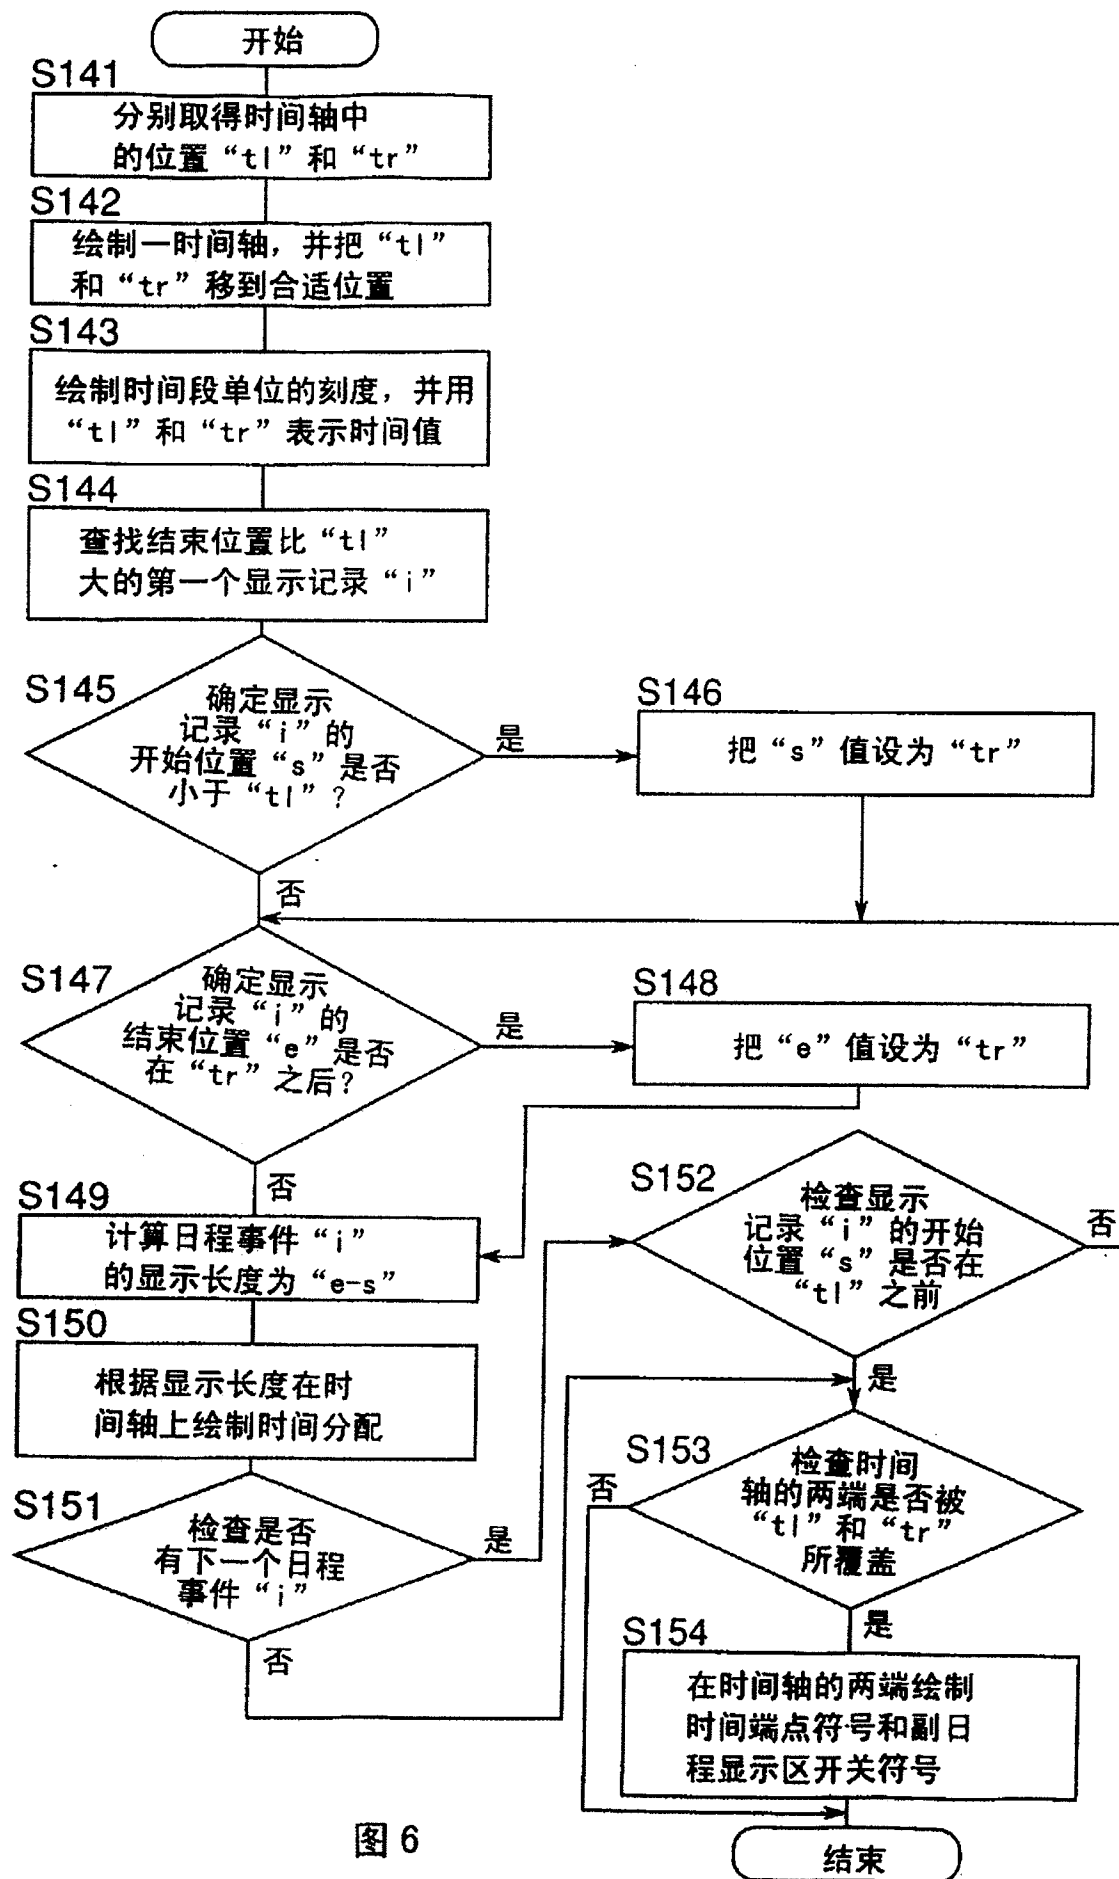 开始
S141
分别取得时间轴中
的位置“tl”和“tr”
S142
绘制一时间轴，并把“tl”
和“tr”移到合适位置
S143
绘制时间段单位的刻度，并用
“tl”和“tr”表示时间值
S144
查找结束位置比“tl”
大的第一个显示记录“i”
S145
确定显示
记录“i”的
开始位置“s”是否
小于“tl”？
是
S146
把“s”值设为“tr”
否
S147
确定显示
记录“i”的
结束位置“e”是否
在“tr”之后？
是
S148
把“e”值设为“tr”
否
S149
计算日程事件“i”
的显示长度为“e-s”
S150
根据显示长度在时
间轴上绘制时间分配
S151
检查是否
有下一个日程
事件“i”
是
否
S152
检查显示
记录“i”的开始
位置“s”是否在
“tl”之前
否
是
S153
检查时间
轴的两端是否被
“tl”和“tr”
所覆盖
否
是
S154
在时间轴的两端绘制
时间端点符号和副日
程显示区开关符号
结束
图 6